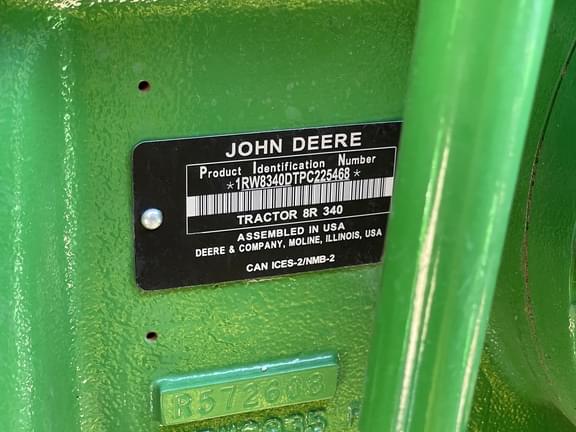 JOHN DEERE
Product Identification Number
*1RW8340DTPC225468*
TRACTOR 8R 340
ASSEMBLED IN USA
DEERE & COMPANY, MOLINE, ILLINOIS, USA
CAN ICES-2/NMB-2
R572608